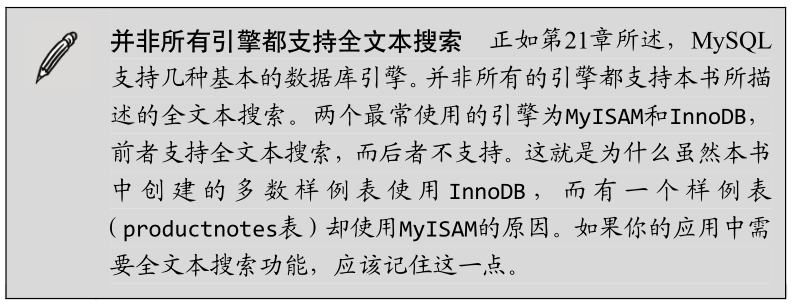 并非所有引擎都支持全文本搜索 正如第21章所述，MySQL
支持几种基本的数据库引擎。并非所有的引擎都支持本书所描
述的全文本搜索。两个最常使用的引擎为MyISAM和InnoDB，
前者支持全文本搜索，而后者不支持。这就是为什么虽然本书
中创建的多数样例表使用InnoDB，而有一个样例表
（productnotes表）却使用MyISAM的原因。如果你的应用中需
要全文本搜索功能，应该记住这一点。